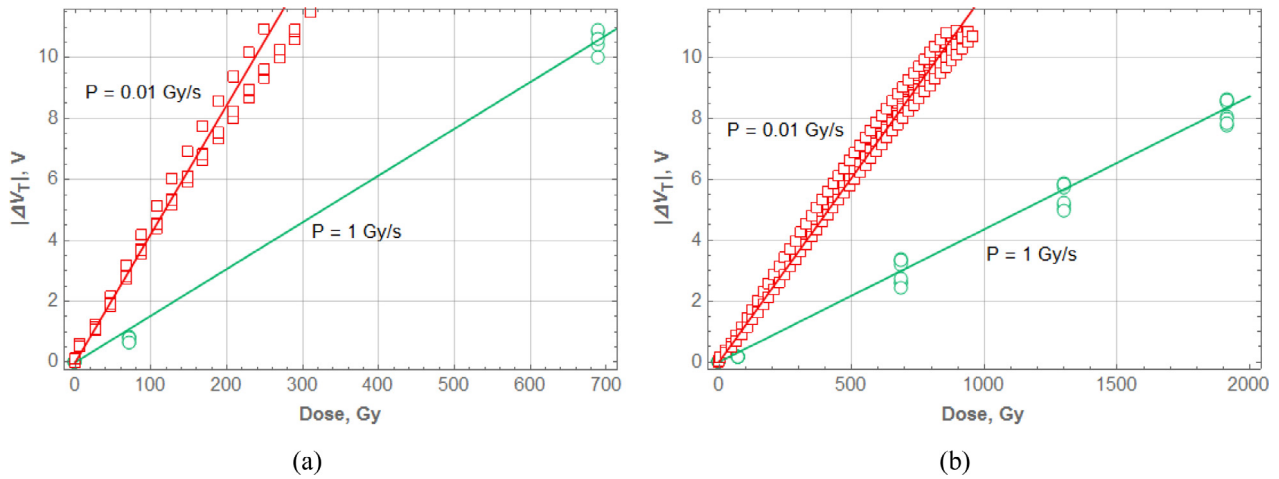 10
8
6
4
2
0
|ΔV_T|, V
P = 0.01 Gy/s
P = 1 Gy/s
0 100 200 300 400 500 600 700
Dose, Gy
(a)
10
8
6
4
2
0
|ΔV_T|, V
P = 0.01 Gy/s
P = 1 Gy/s
0 500 1000 1500 2000
Dose, Gy
(b)